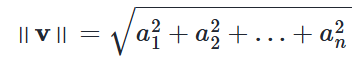 || v || = √(a₁² + a₂² + … + aₙ²)